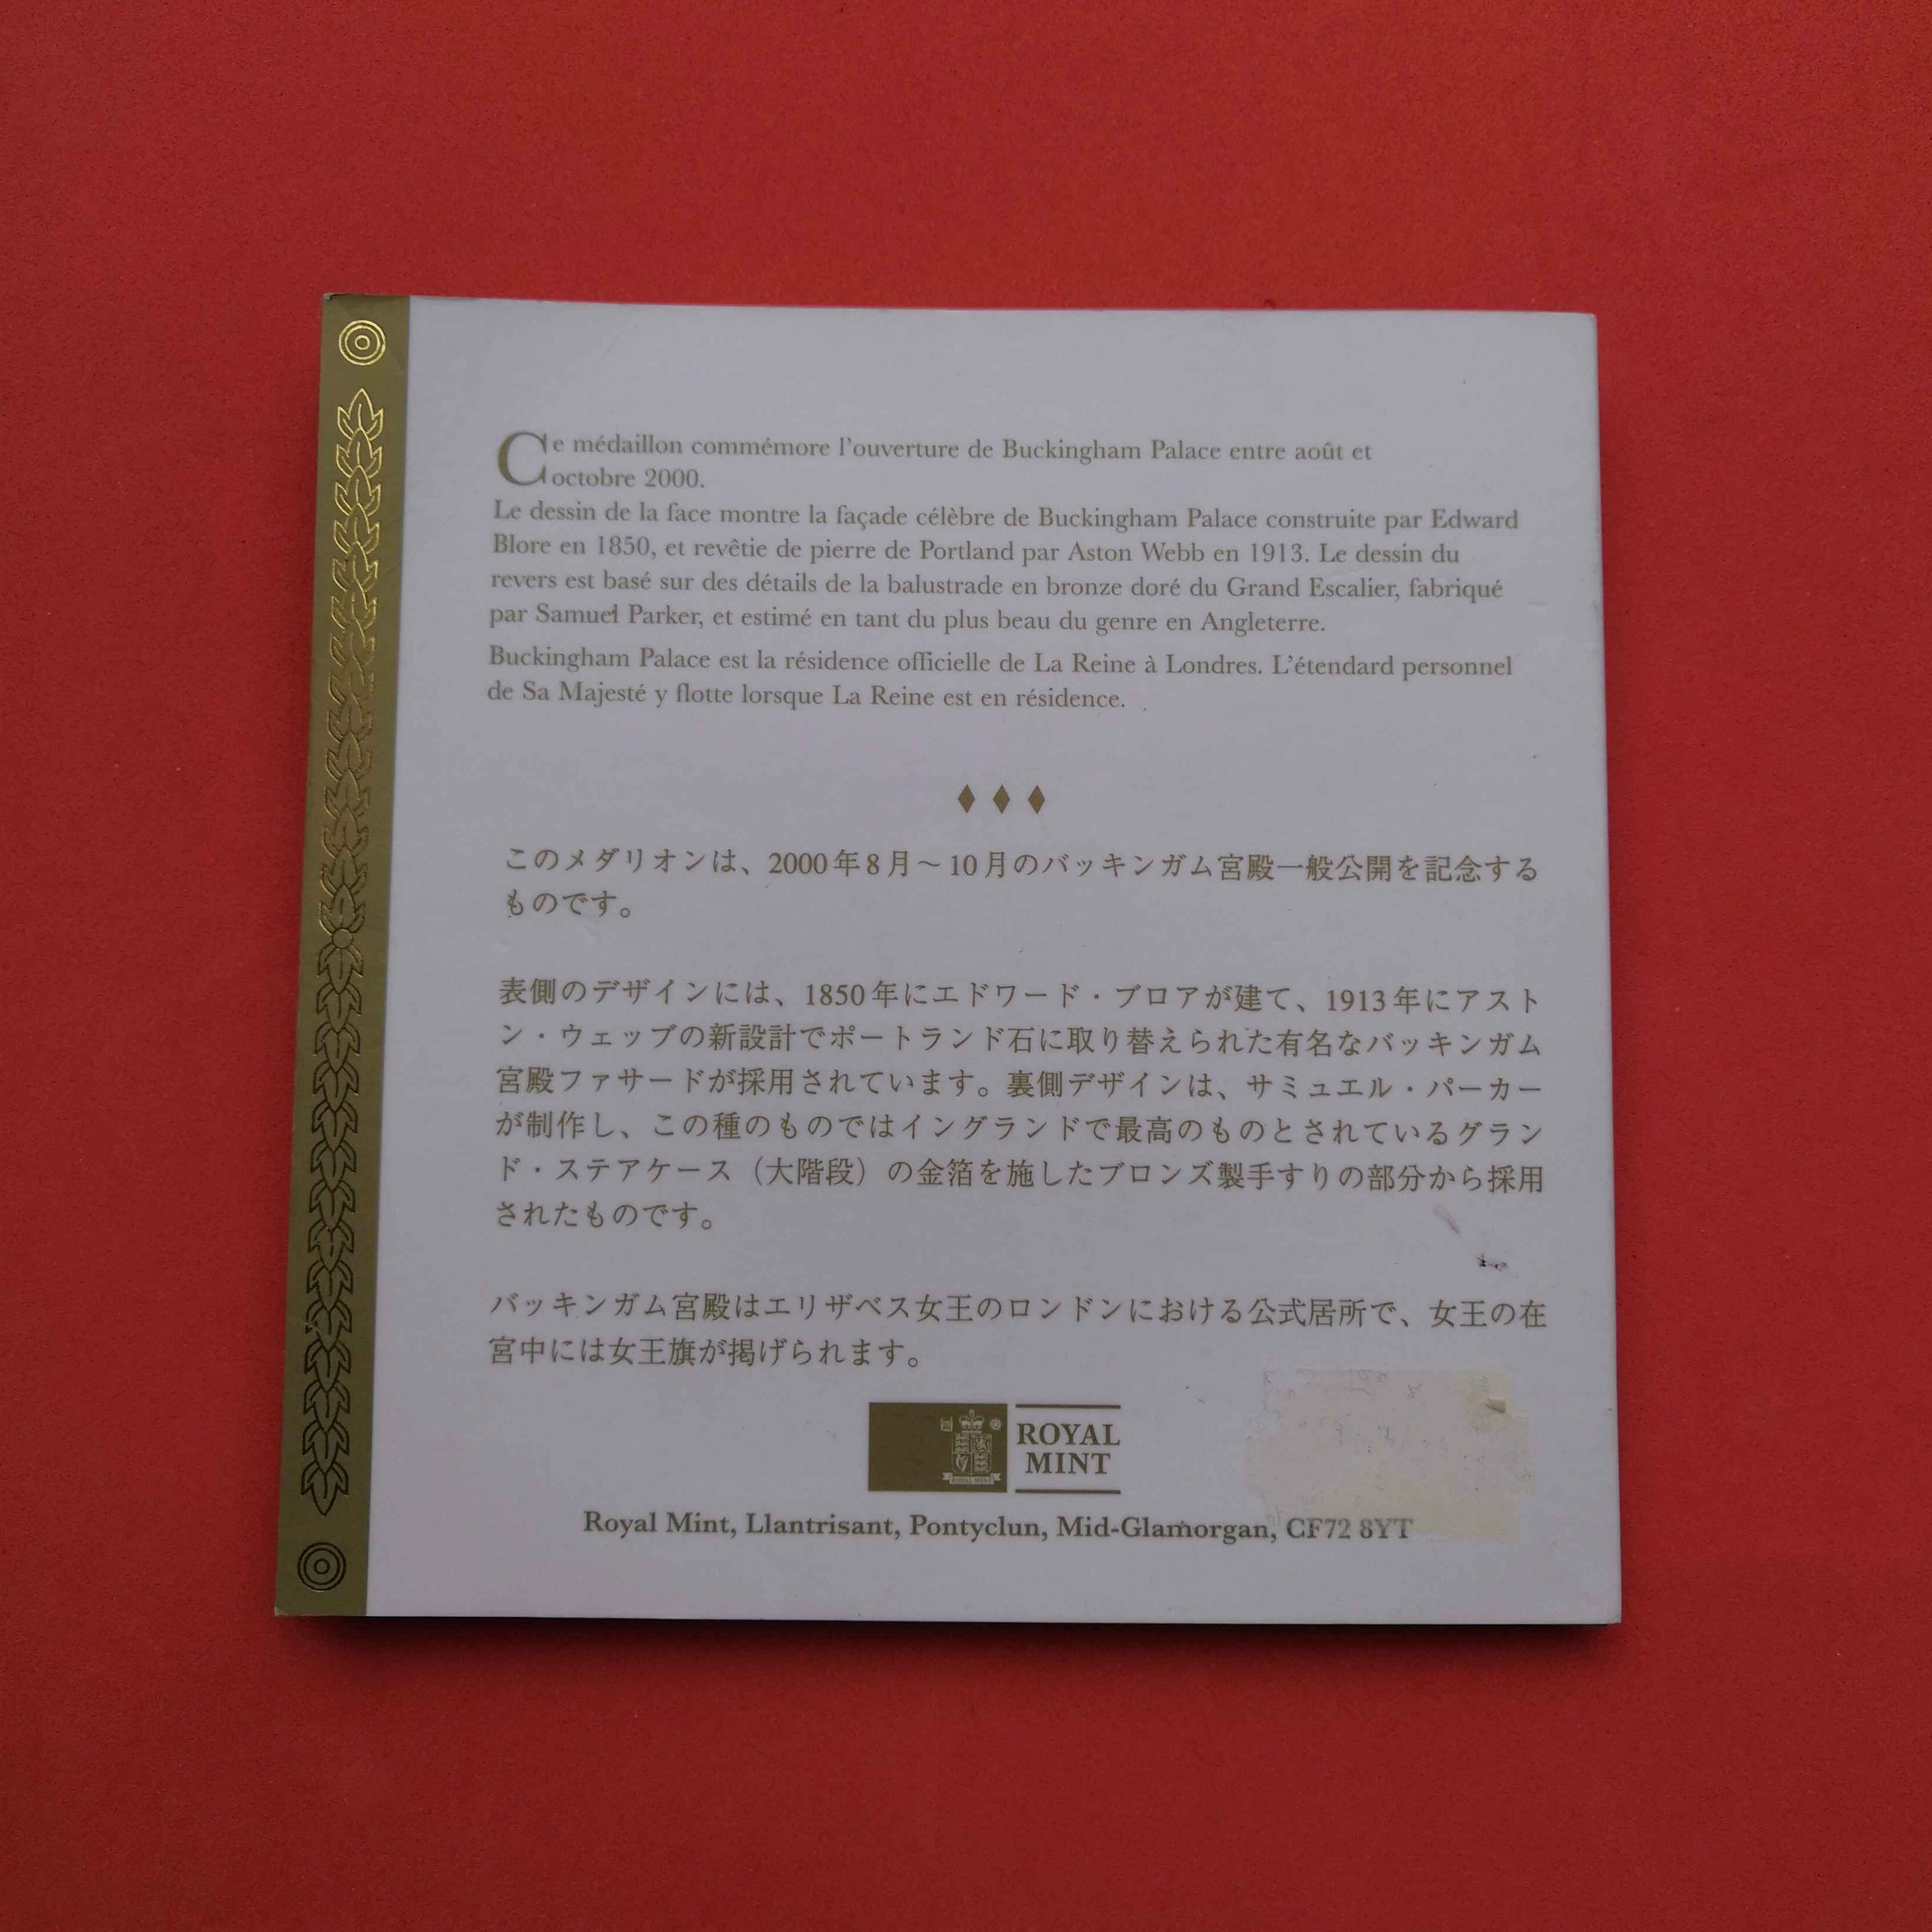 Ce médaillon commémore l'ouverture de Buckingham Palace entre août et
octobre 2000.
Le dessin de la face montre la façade célèbre de Buckingham Palace construite par Edward
Blore en 1850, et revêtie de pierre de Portland par Aston Webb en 1913. Le dessin du
revers est basé sur des détails de la balustrade en bronze doré du Grand Escalier, fabriqué
par Samuel Parker, et estimé en tant du plus beau du genre en Angleterre.
Buckingham Palace est la résidence officielle de La Reine à Londres. L'étendard personnel
de Sa Majesté y flotte lorsque La Reine est en résidence.
このメダリオンは、2000年8月～10月のバッキンガム宮殿一般公開を記念する
ものです。
表側のデザインには、1850年にエドワード・ブロアが建て、1913年にアスト
ン・ウェッブの新設計でポートランド石に取り替えられた有名なバッキンガム
宮殿ファサードが採用されています。裏側デザインは、サミュエル・パーカー
が制作し、この種のものではイングランドで最高のものとされているグラン
ド・ステアケース（大階段）の金箔を施したブロンズ製手すりの部分から採用
されたものです。
バッキンガム宮殿はエリザベス女王のロンドンにおける公式居所で、女王の在
宮中には女王旗が掲げられます。
ROYAL MINT
ROYAL
MINT
Royal Mint, Llantrisant, Pontyclun, Mid-Glamorgan, CF72 8YT